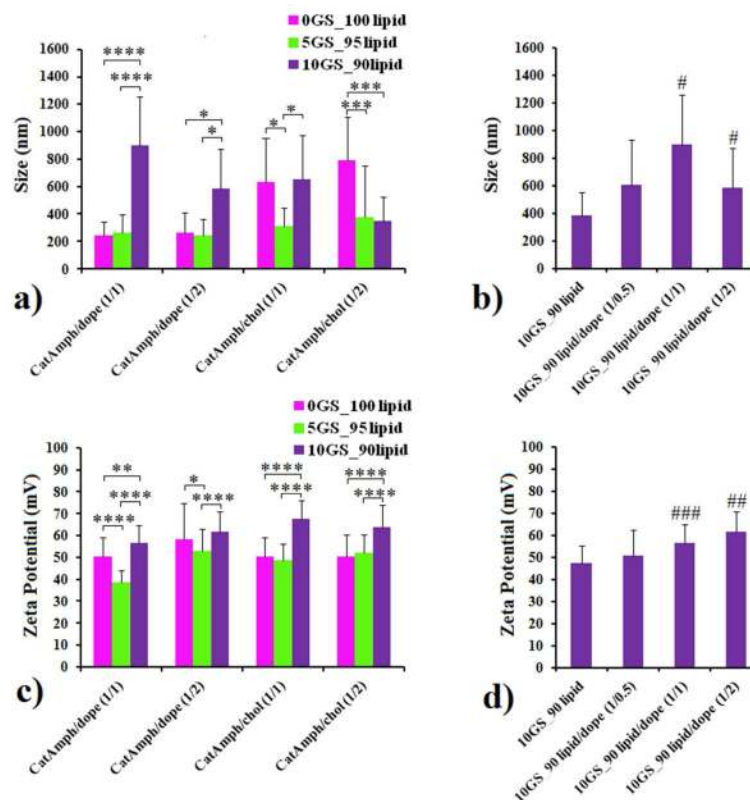 0GS_100 lipid
5GS_95 lipid
10GS_90lipid
Size (nm)
1600
1400
1200
1000
800
600
400
200
0
****
****
*
*
*
*
***
***
CatAmph/dope (1/1)
CatAmph/dope (1/2)
CatAmph/chol (1/1)
CatAmph/chol (1/2)
a)
Size (nm)
1600
1400
1200
1000
800
600
400
200
0
#
#
10GS_90 lipid
10GS_90 lipid/dope (1/0.5)
10GS_90 lipid/dope (1/1)
10GS_90 lipid/dope (1/2)
b)
0GS_100 lipid
5GS_95 lipid
10GS_90lipid
Zeta Potential (mV)
100
90
80
70
60
50
40
30
20
10
0
**
****
****
*
****
****
****
****
****
CatAmph/dope (1/1)
CatAmph/dope (1/2)
CatAmph/chol (1/1)
CatAmph/chol (1/2)
c)
Zeta Potential (mV)
100
90
80
70
60
50
40
30
20
10
0
###
##
10GS_90 lipid
10GS_90 lipid/dope (1/0.5)
10GS_90 lipid/dope (1/1)
10GS_90 lipid/dope (1/2)
d)